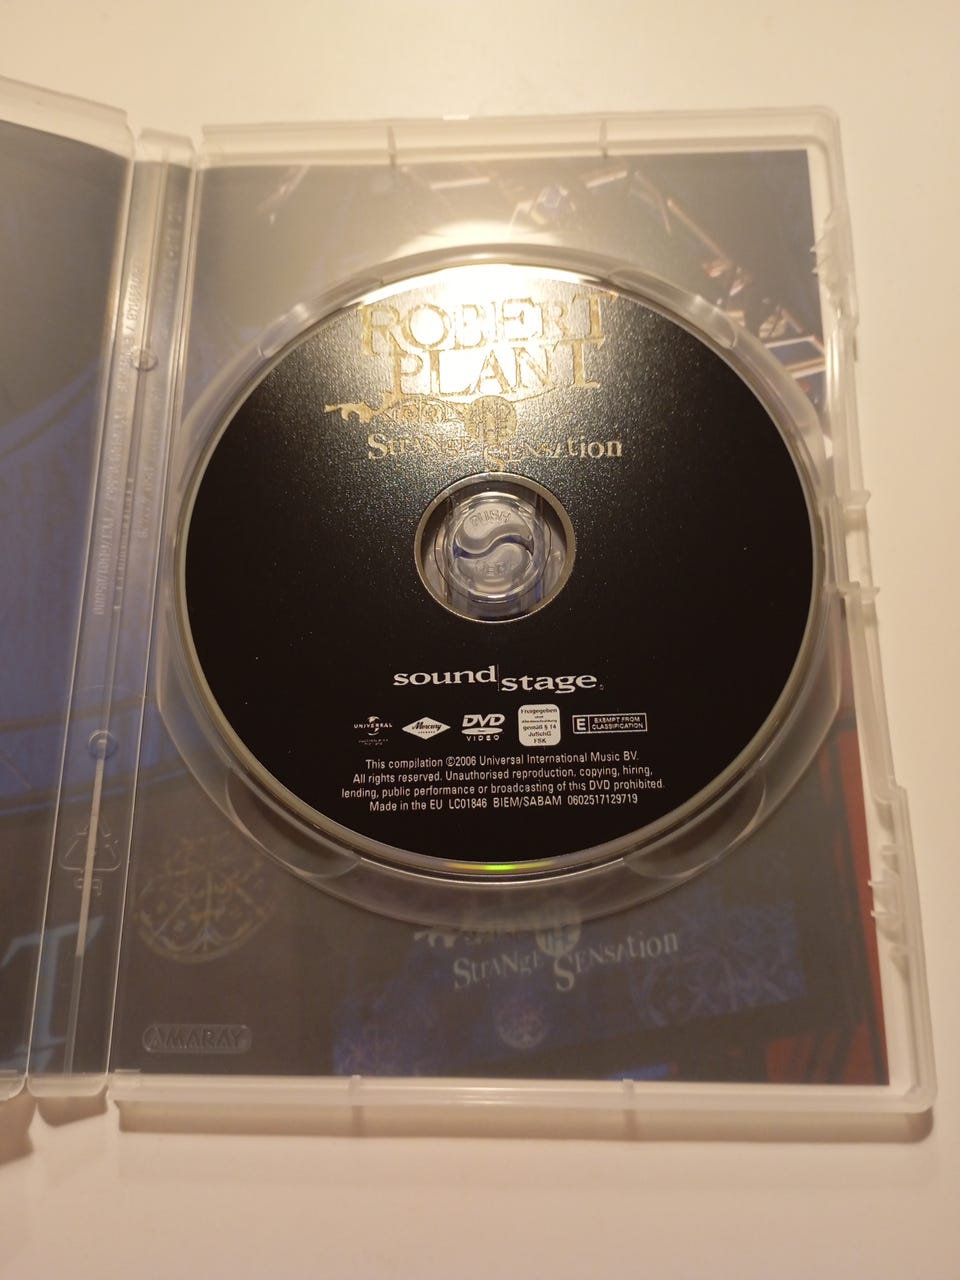 ROBERT
PLANT
StrANgE SENSAtion
PUSH
HERE
sound stage
UNIVERSAL
Mercury
DVD
VIDEO
Freigegeben
gemäß § 14
JuSchG
FSK
E EXEMPT FROM
CLASSIFICATION
This compilation ©2006 Universal International Music BV.
All rights reserved. Unauthorised reproduction, copying, hiring,
lending, public performance or broadcasting of this DVD prohibited.
Made in the EU LC01846 BIEM/SABAM 0602517129719
StrANgE SENSAtion
AMARAY